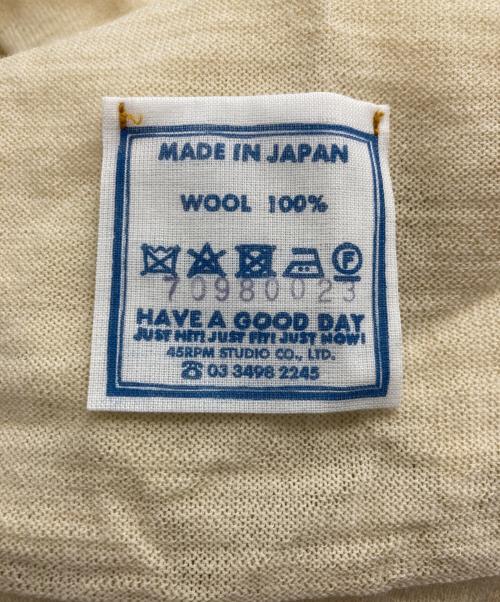 MADE IN JAPAN
WOOL 100%
F
70980023
HAVE A GOOD DAY
JUST HIT! JUST FIT! JUST NOW!
45RPM STUDIO CO., LTD.
☎ 03 3498 2245